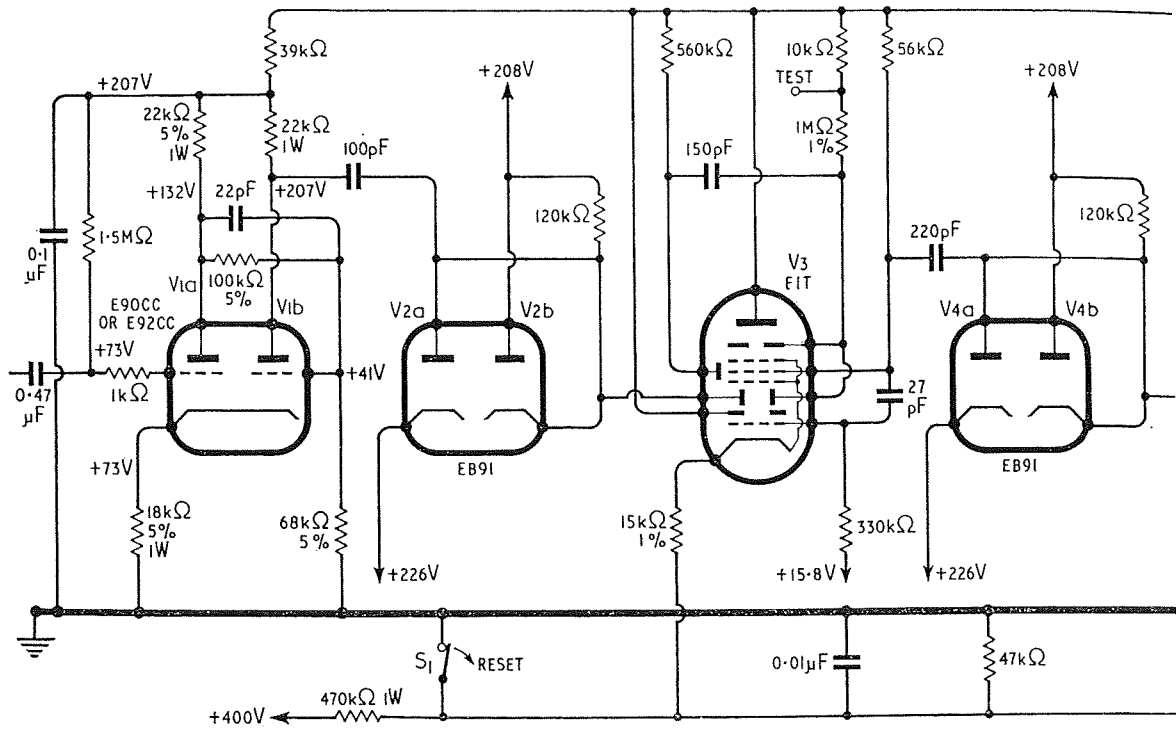 39kΩ
560kΩ
10kΩ
56kΩ
+207V
+208V
TEST
+208V
22kΩ
5%
1W
22kΩ
1W
100pF
150pF
1MΩ
1%
+132V
22pF
+207V
120kΩ
120kΩ
1·5MΩ
220pF
0·1
µF
100kΩ
5%
V1a
V1b
V2a
V2b
V3
E1T
V4a
V4b
E90CC
OR E92CC
+73V
+41V
0·47
µF
1kΩ
27
pF
+73V
EB91
EB91
18kΩ
5%
1W
68kΩ
5%
15kΩ
1%
330kΩ
+226V
+15·8V
+226V
S1
RESET
0·01µF
47kΩ
470kΩ 1W
+400V